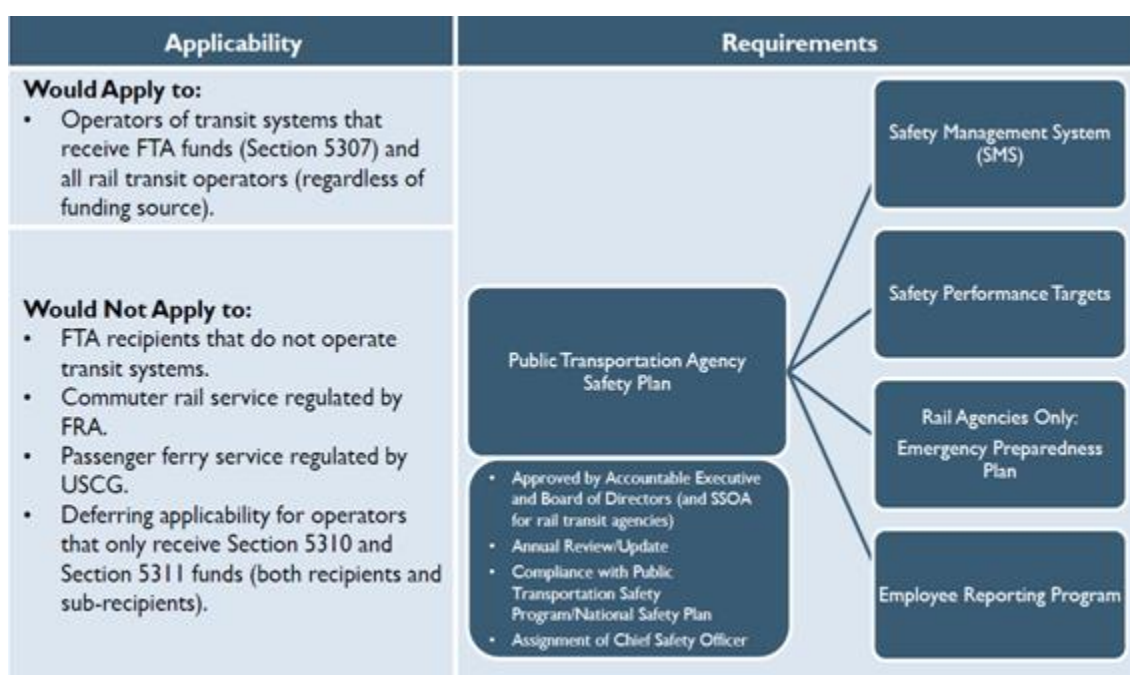 Applicability
Requirements
Would Apply to:
• Operators of transit systems that
receive FTA funds (Section 5307) and
all rail transit operators (regardless of
funding source).
Would Not Apply to:
• FTA recipients that do not operate
transit systems.
• Commuter rail service regulated by
FRA.
• Passenger ferry service regulated by
USCG.
• Deferring applicability for operators
that only receive Section 5310 and
Section 5311 funds (both recipients and
sub-recipients).
Public Transportation Agency
Safety Plan
• Approved by Accountable Executive
and Board of Directors (and SSOA
for rail transit agencies)
• Annual Review/Update
• Compliance with Public
Transportation Safety
Program/National Safety Plan
• Assignment of Chief Safety Officer
Safety Management System
(SMS)
Safety Performance Targets
Rail Agencies Only:
Emergency Preparedness
Plan
Employee Reporting Program